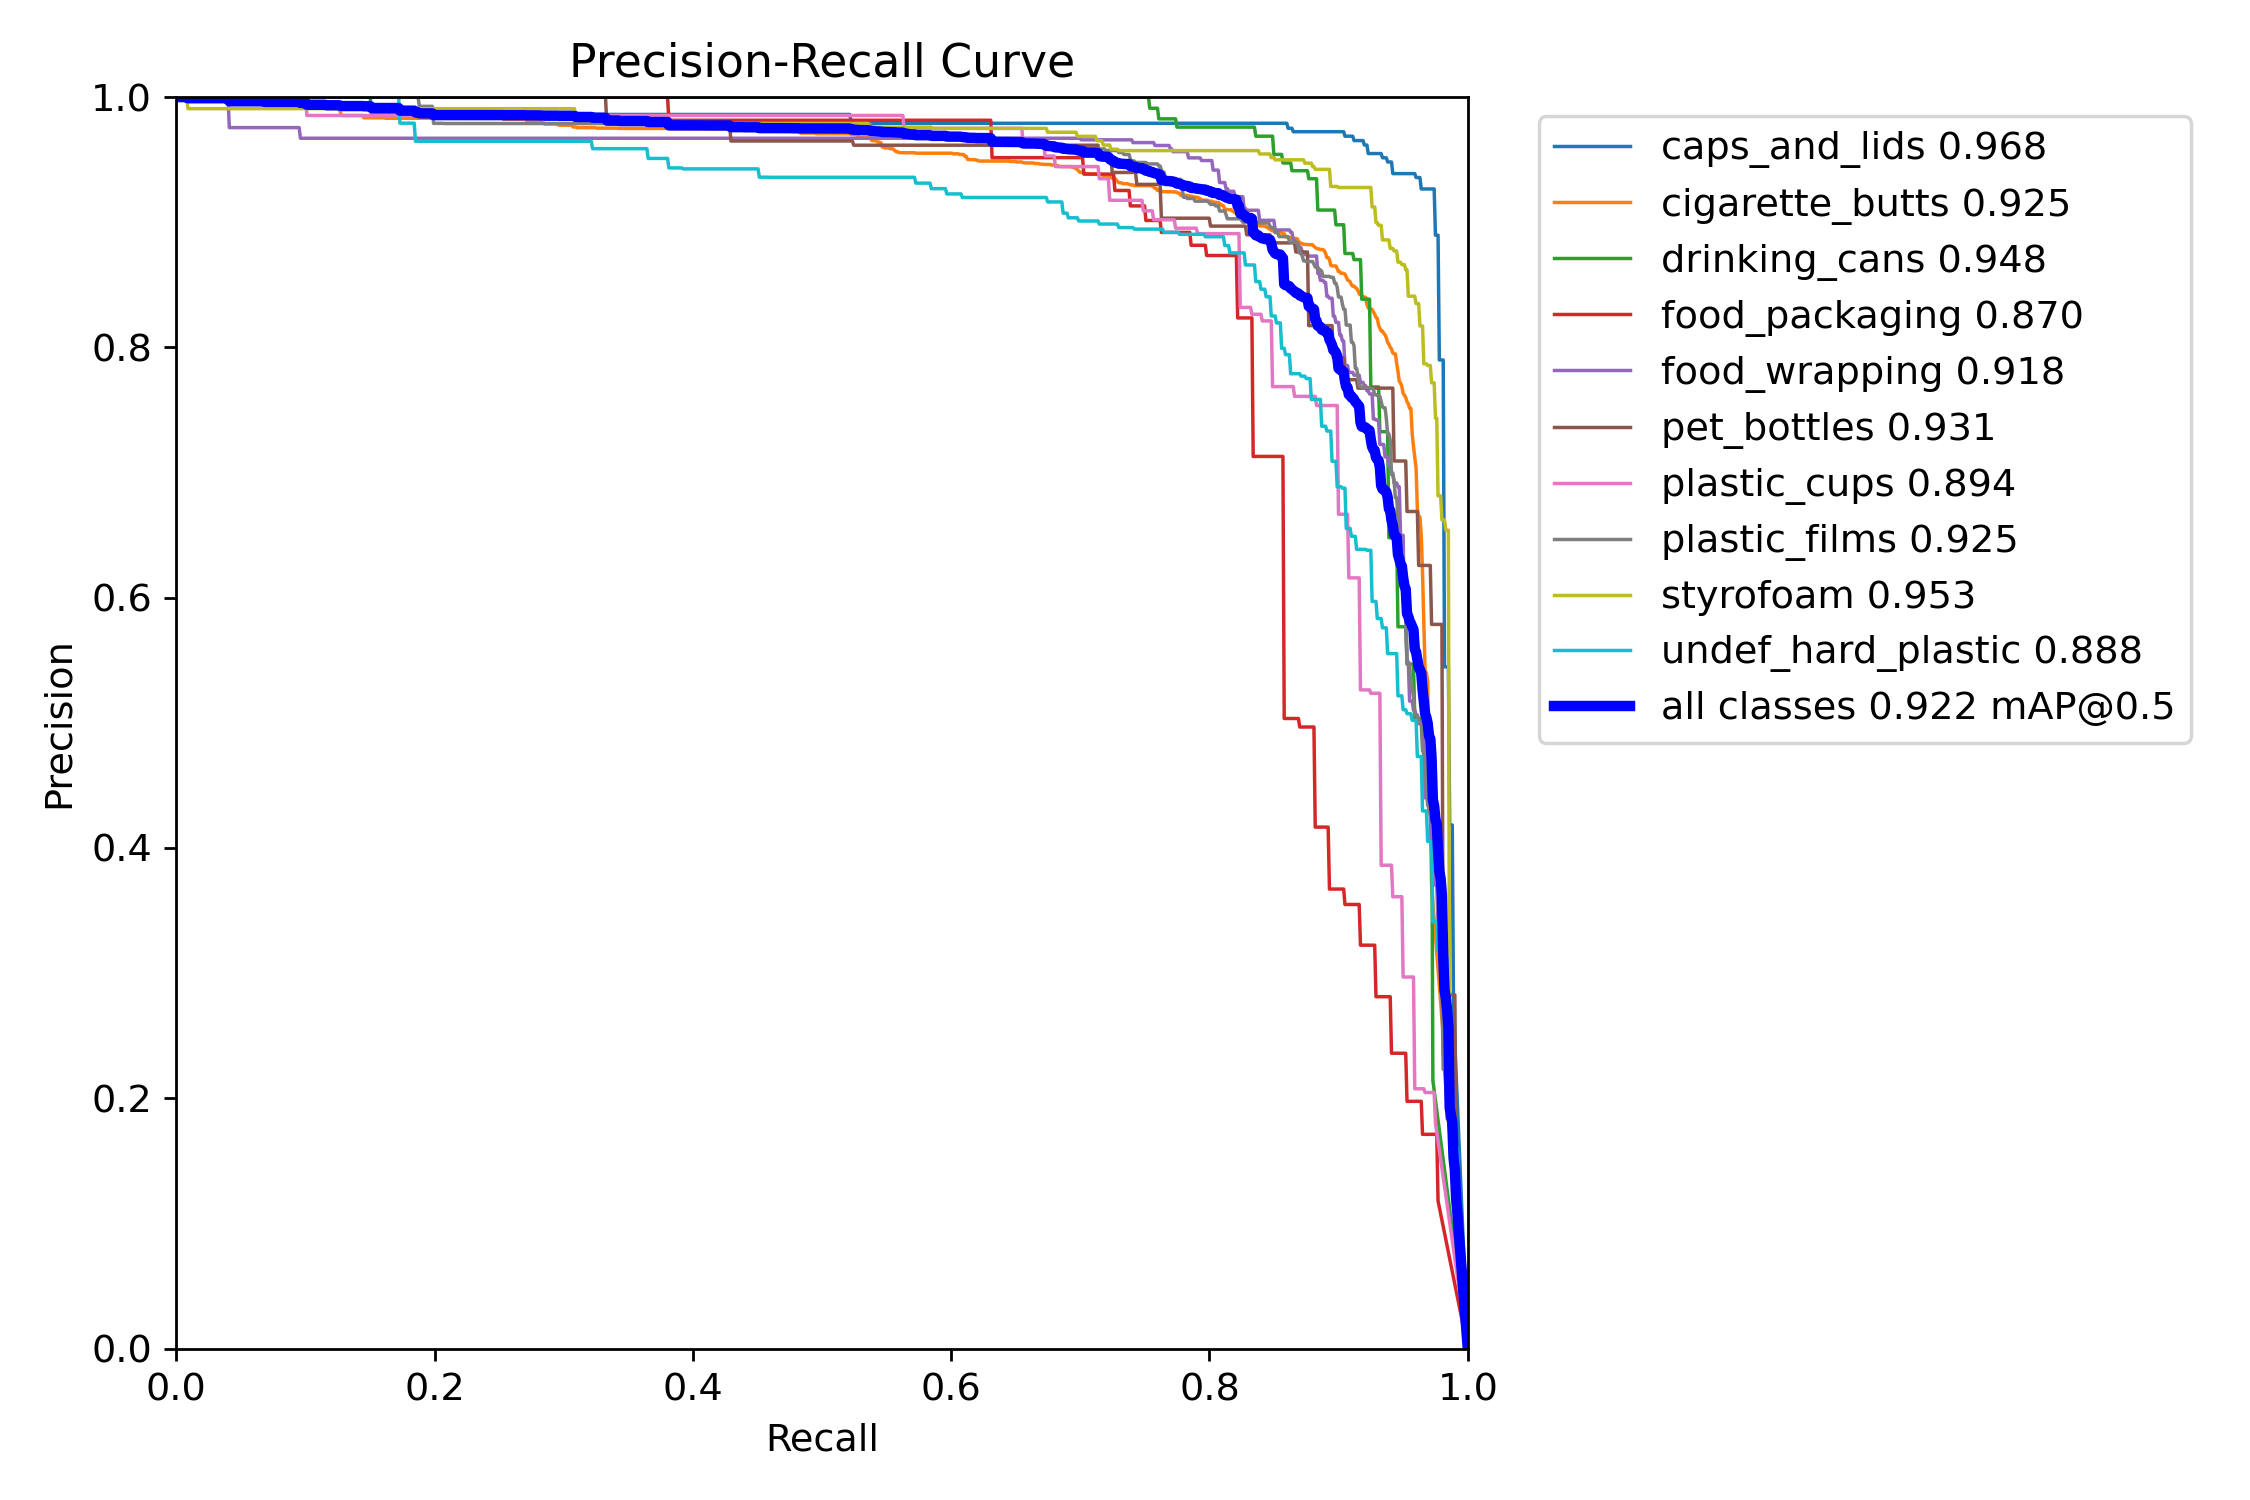 Precision-Recall Curve
1.0
0.8
0.6
0.4
0.2
0.0
Precision
0.0 0.2 0.4 0.6 0.8 1.0
Recall
caps_and_lids 0.968
cigarette_butts 0.925
drinking_cans 0.948
food_packaging 0.870
food_wrapping 0.918
pet_bottles 0.931
plastic_cups 0.894
plastic_films 0.925
styrofoam 0.953
undef_hard_plastic 0.888
all classes 0.922 mAP@0.5